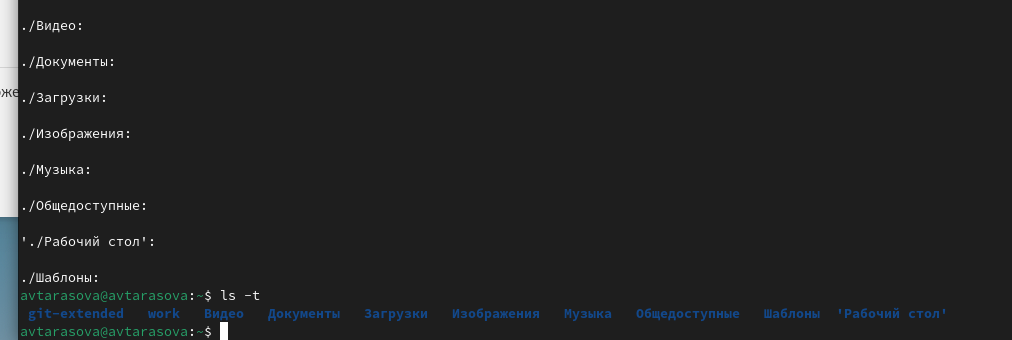 ./Видео:
./Документы:
./Загрузки:
оже
./Изображения:
./Музыка:
./Общедоступные:
'./Рабочий стол':
./Шаблоны:
avtarasova@avtarasova:~$ ls -t
git-extended work Видео Документы Загрузки Изображения Музыка Общедоступные Шаблоны 'Рабочий стол'
avtarasova@avtarasova:~$